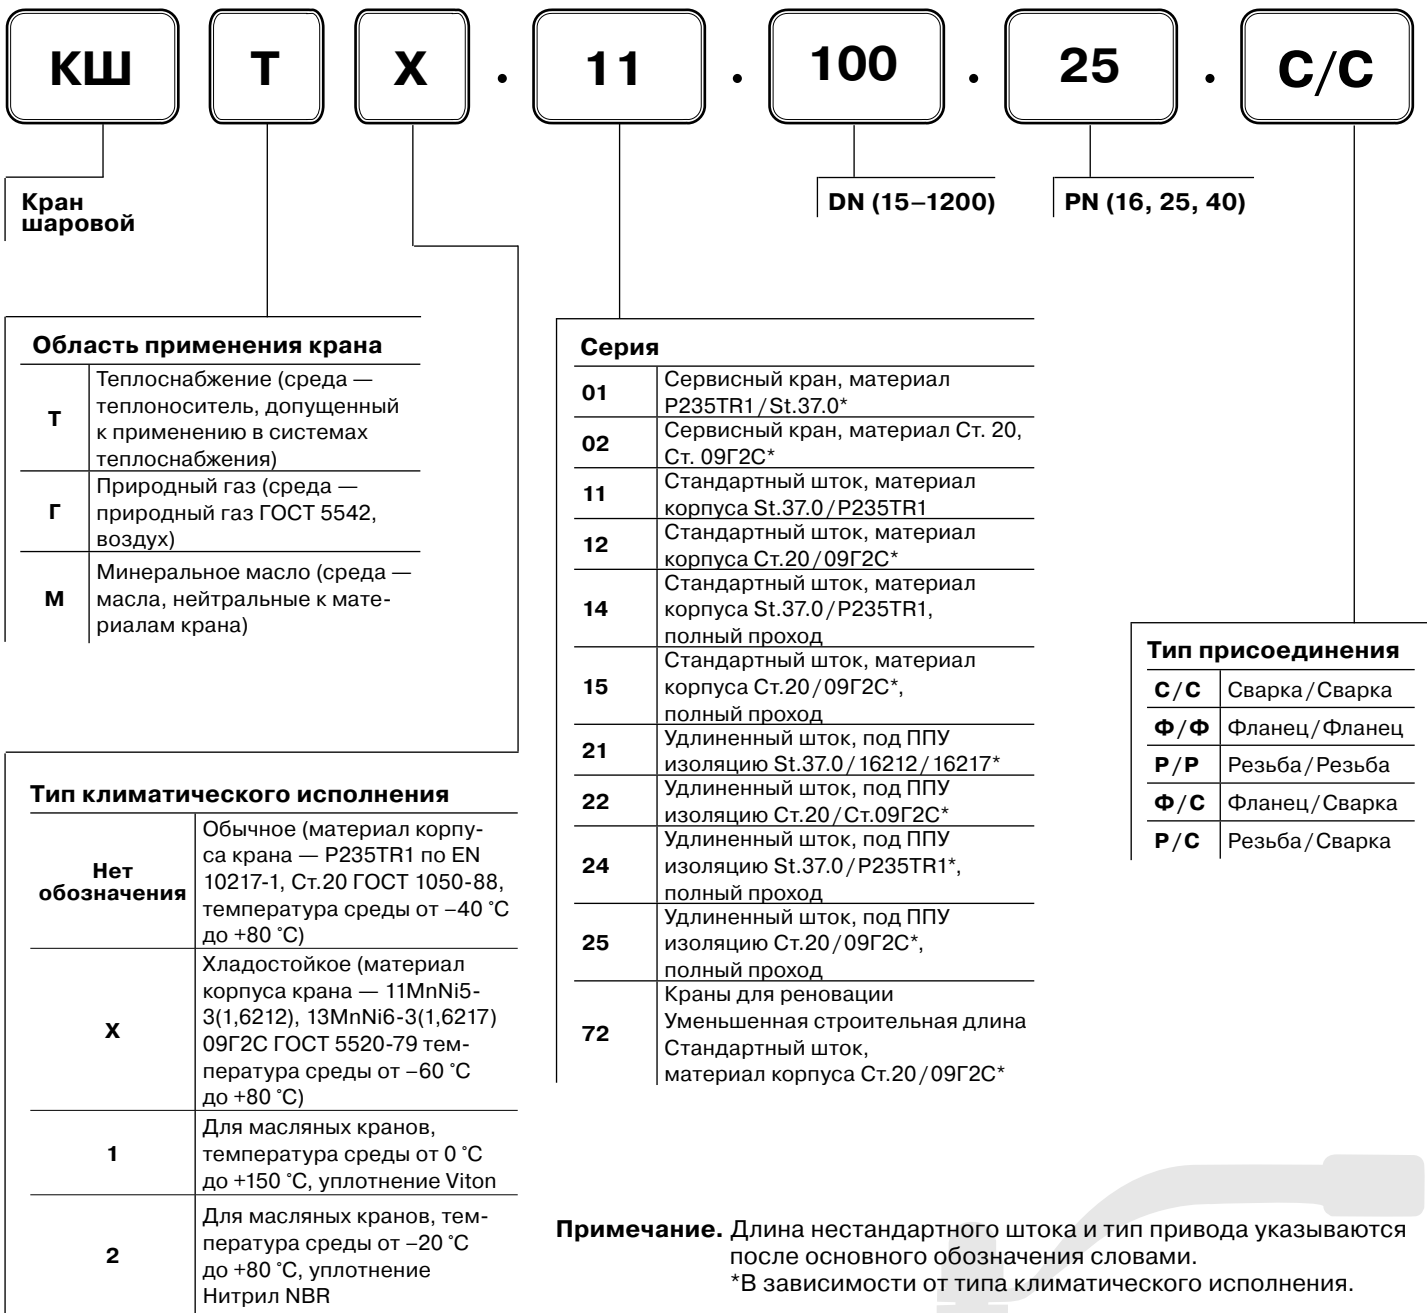 КШ Т Х . 11 . 100 . 25 . С/С
Кран
шаровой
DN (15–1200)
PN (16, 25, 40)
Область применения крана
Т
Теплоснабжение (среда —
теплоноситель, допущенный
к применению в системах
теплоснабжения)
Г
Природный газ (среда —
природный газ ГОСТ 5542,
воздух)
М
Минеральное масло (среда —
масла, нейтральные к мате-
риалам крана)
Тип климатического исполнения
Нет
обозначения
Обычное (материал корпу-
са крана — P235TR1 по EN
10217-1, Ст.20 ГОСТ 1050-88,
температура среды от –40 ˚С
до +80 ˚С)
Х
Хладостойкое (материал
корпуса крана — 11MnNi5-
3(1,6212), 13MnNi6-3(1,6217)
09Г2С ГОСТ 5520-79 тем-
пература среды от –60 ˚С
до +80 ˚С)
1
Для масляных кранов,
температура среды от 0 ˚С
до +150 ˚С, уплотнение Viton
2
Для масляных кранов, тем-
пература среды от –20 ˚С
до +80 ˚С, уплотнение
Нитрил NBR
Серия
01
Сервисный кран, материал
P235TR1/St.37.0*
02
Сервисный кран, материал Ст. 20,
Ст. 09Г2С*
11
Стандартный шток, материал
корпуса St.37.0/P235TR1
12
Стандартный шток, материал
корпуса Ст.20/09Г2С*
14
Стандартный шток, материал
корпуса St.37.0/P235TR1,
полный проход
15
Стандартный шток, материал
корпуса Ст.20/09Г2С*,
полный проход
21
Удлиненный шток, под ППУ
изоляцию St.37.0/16212/16217*
22
Удлиненный шток, под ППУ
изоляцию Ст.20/Ст.09Г2С*
24
Удлиненный шток, под ППУ
изоляцию St.37.0/P235TR1*,
полный проход
25
Удлиненный шток, под ППУ
изоляцию Ст.20/09Г2С*,
полный проход
72
Краны для реновации
Уменьшенная строительная длина
Стандартный шток,
материал корпуса Ст.20/09Г2С*
Тип присоединения
С/С Сварка/Сварка
Ф/Ф Фланец/Фланец
Р/Р Резьба/Резьба
Ф/С Фланец/Сварка
Р/С Резьба/Сварка
Примечание. Длина нестандартного штока и тип привода указываются
после основного обозначения словами.
*В зависимости от типа климатического исполнения.